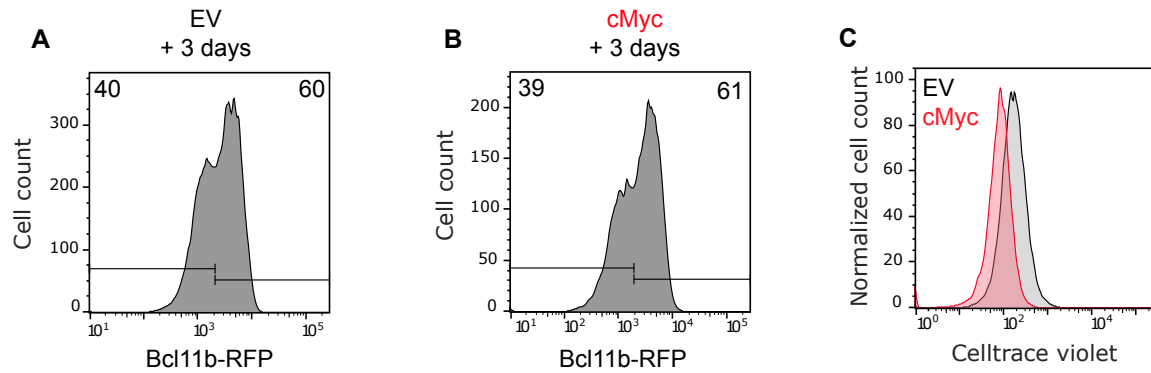 A
EV
+ 3 days
40
60
Cell count
300
200
100
0
10¹
10³
10⁵
Bcl11b-RFP
B
cMyc
+ 3 days
39
61
Cell count
200
150
100
50
0
10¹
10²
10³
10⁴
10⁵
Bcl11b-RFP
C
EV
cMyc
Normalized cell count
100
80
60
40
20
0
10⁰
10²
10⁴
Celltrace violet